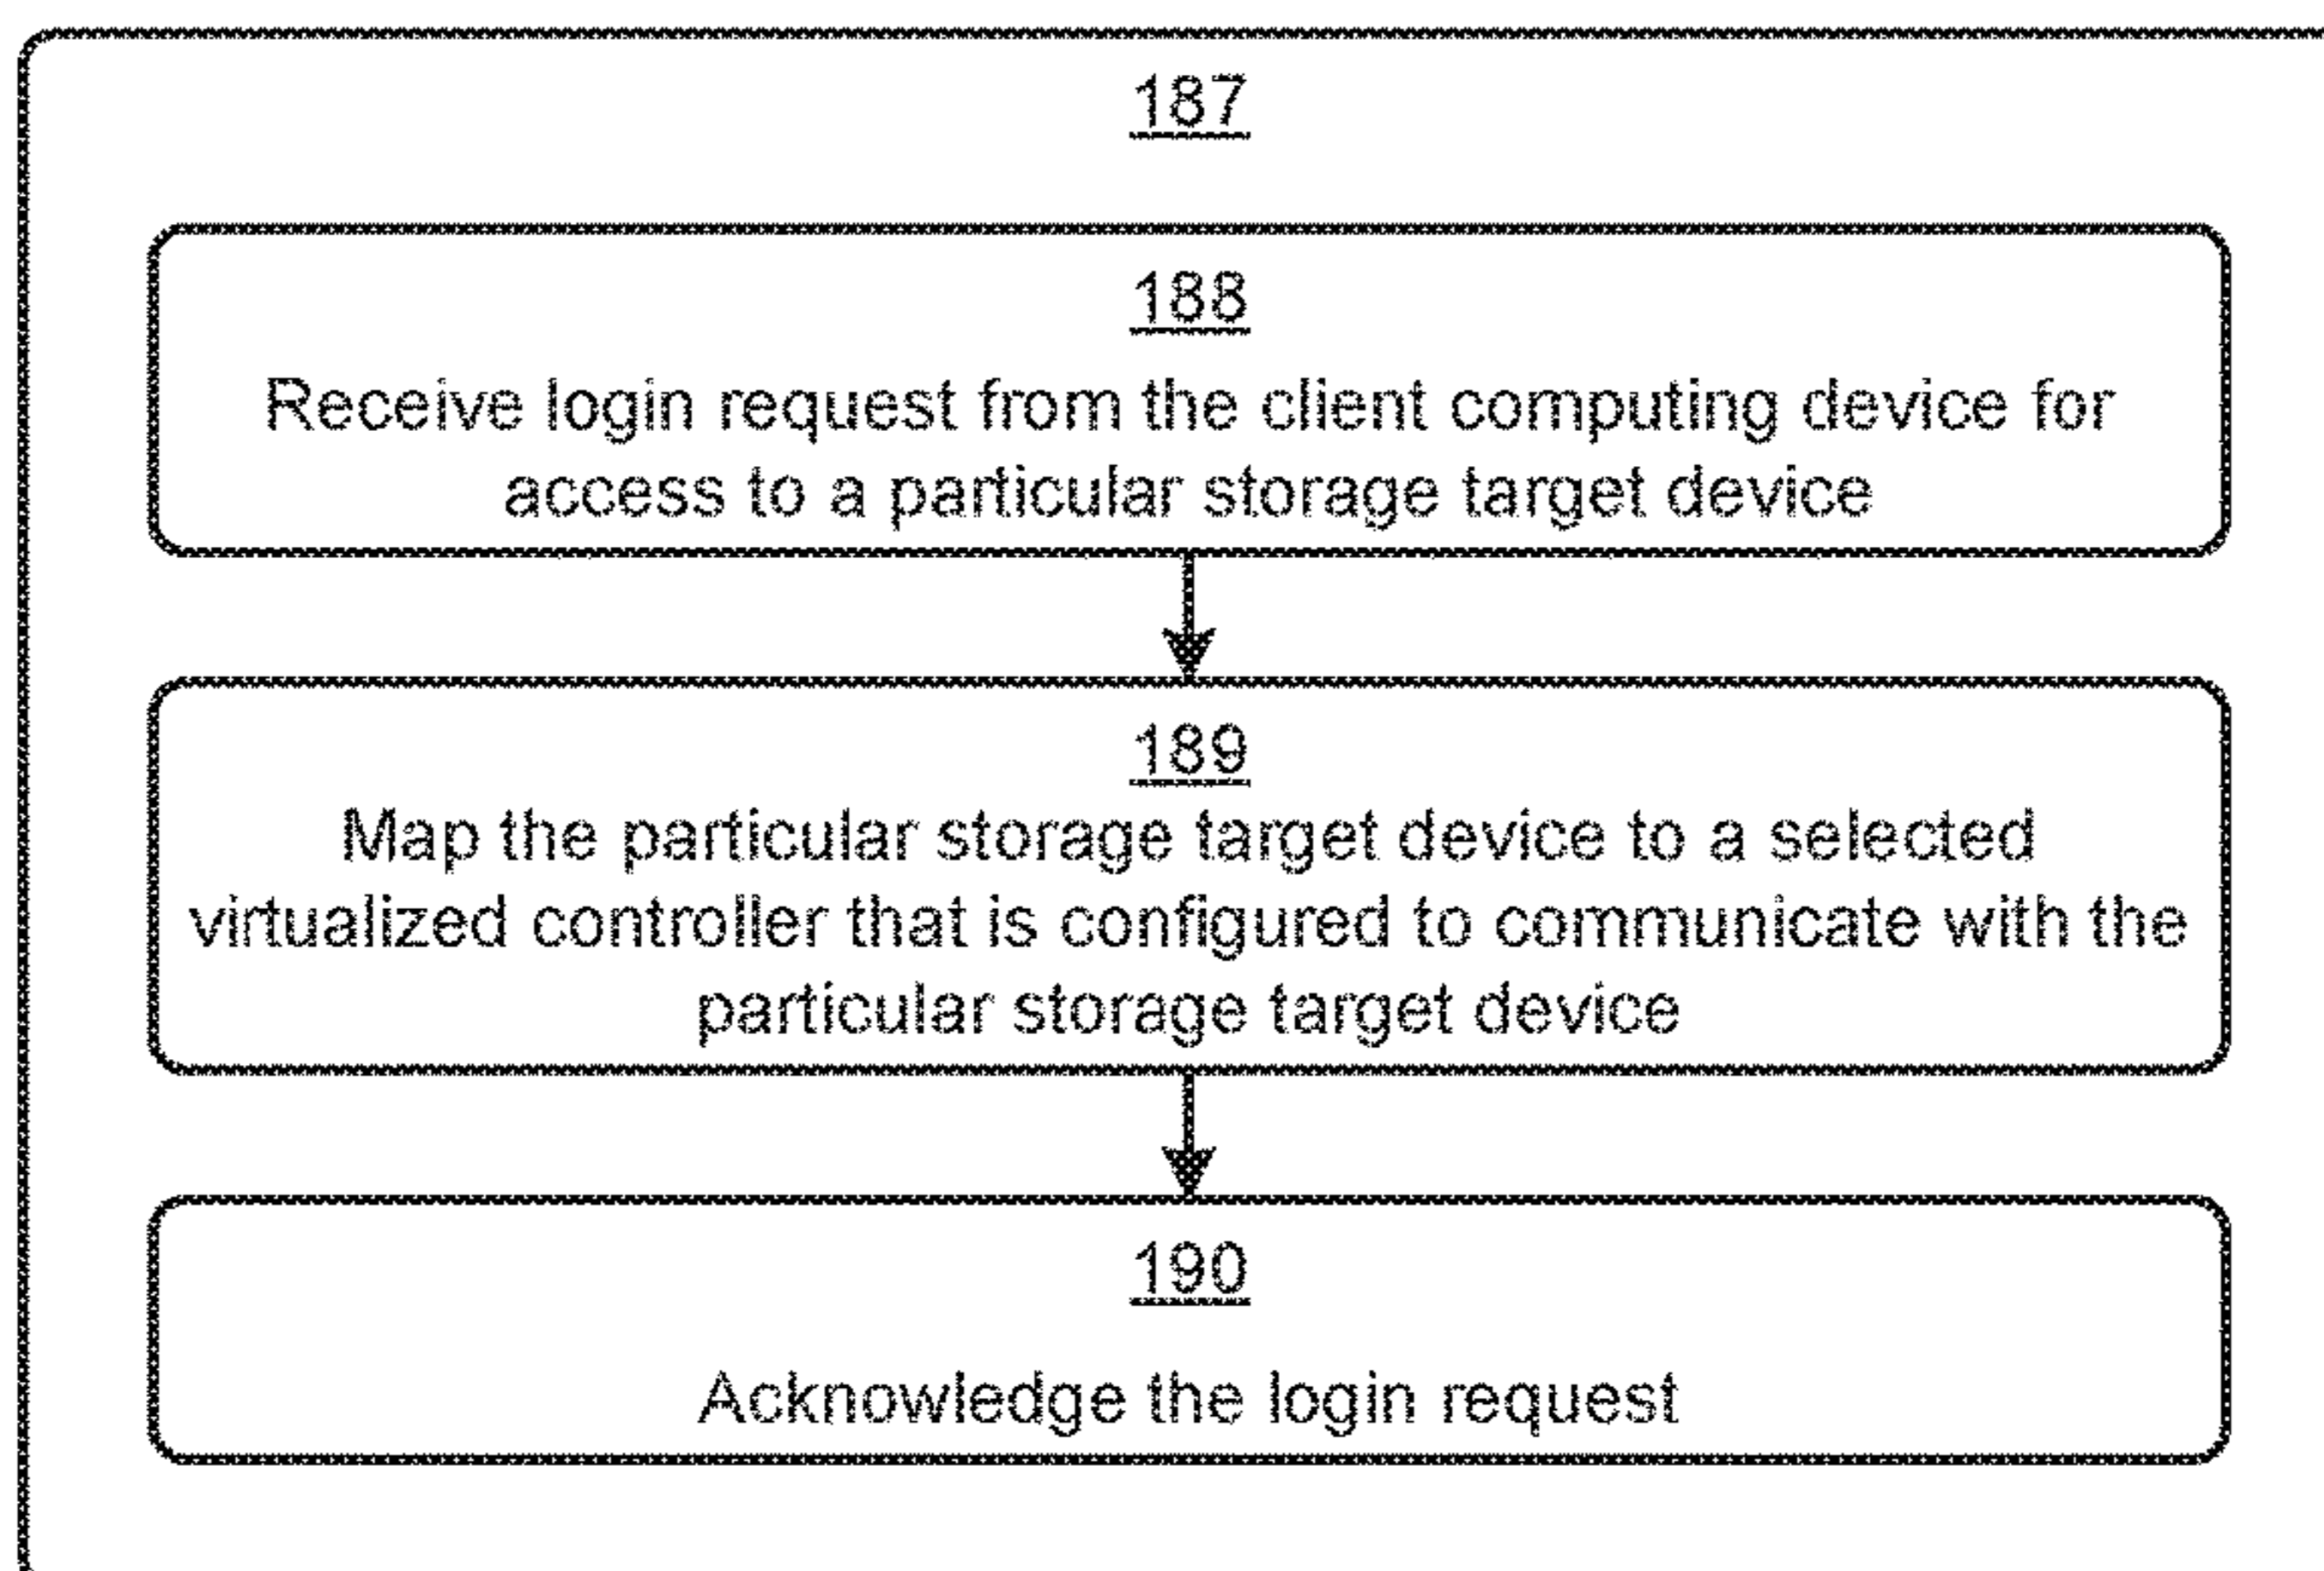 187
188
Receive login request from the client computing device for
access to a particular storage target device
189
Map the particular storage target device to a selected
virtualized controller that is configured to communicate with the
particular storage target device
190
Acknowledge the login request